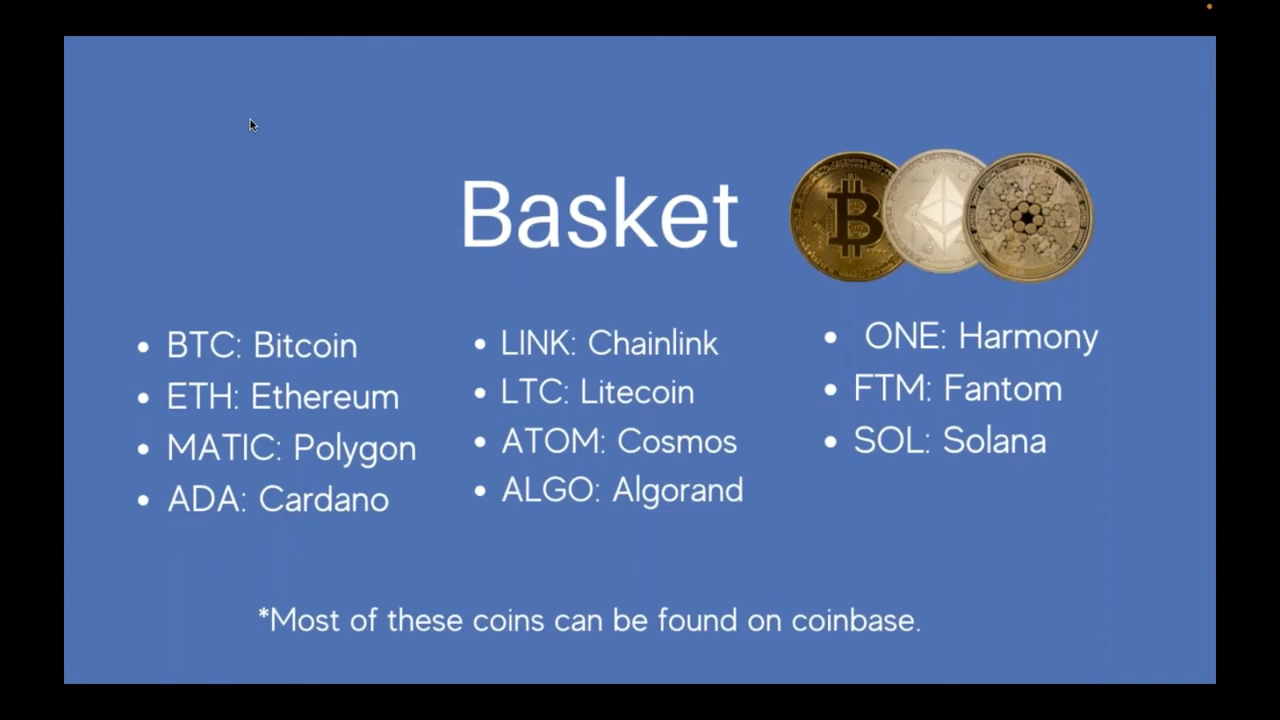 Basket
• BTC: Bitcoin
• ETH: Ethereum
• MATIC: Polygon
• ADA: Cardano
• LINK: Chainlink
• LTC: Litecoin
• ATOM: Cosmos
• ALGO: Algorand
• ONE: Harmony
• FTM: Fantom
• SOL: Solana
*Most of these coins can be found on coinbase.